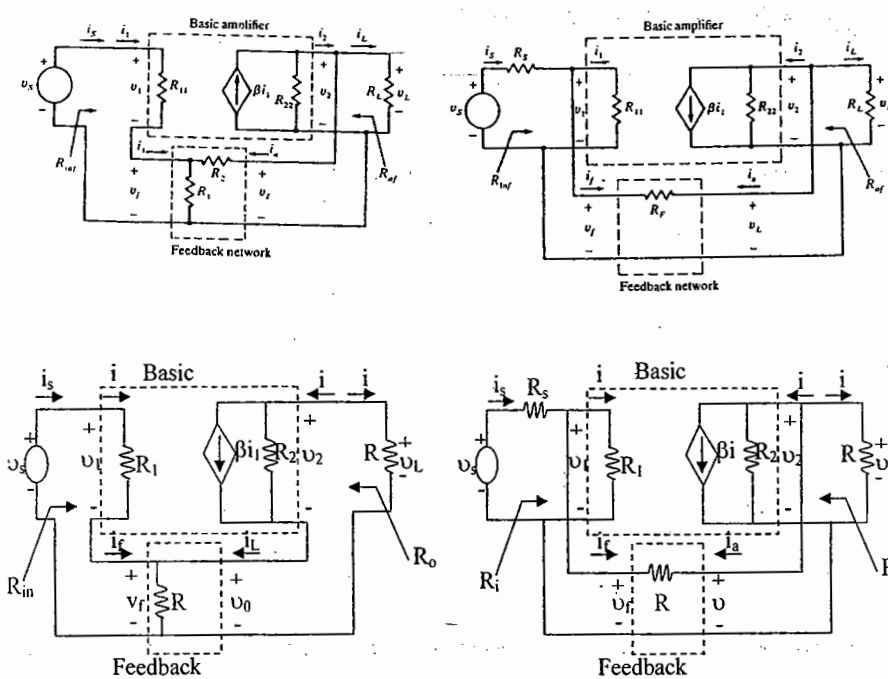 Basic amplifier
i_s i_1 i_2 i_L
v_s + − + v_1 − R_11 βi_1 R_22 + v_2 − R_L + v_L −
R_inf R_of
i_a
R_2
+ v_f − R_1 + −
Feedback network
Basic amplifier
i_s R_s i_1 i_2 i_L
v_s + − + − R_11 βi_1 R_22 + v_2 − R_L +
R_inf R_of
i_f i_a
+ v_f − R_F + v_L −
Feedback network
i_s i Basic i i
υ_s + - + υ_1 - R_1 βi_1 R_2 + υ_2 - R + υ_L -
R_in R_o
i_f i_L
+ v_f - R + υ_0 -
Feedback
i_s R_s i Basic i i
υ_s + - + υ_1 - R_1 βi R_2 + υ_2 - R + υ -
R_i
i_f i_a
+ υ_f - R + υ -
Feedback